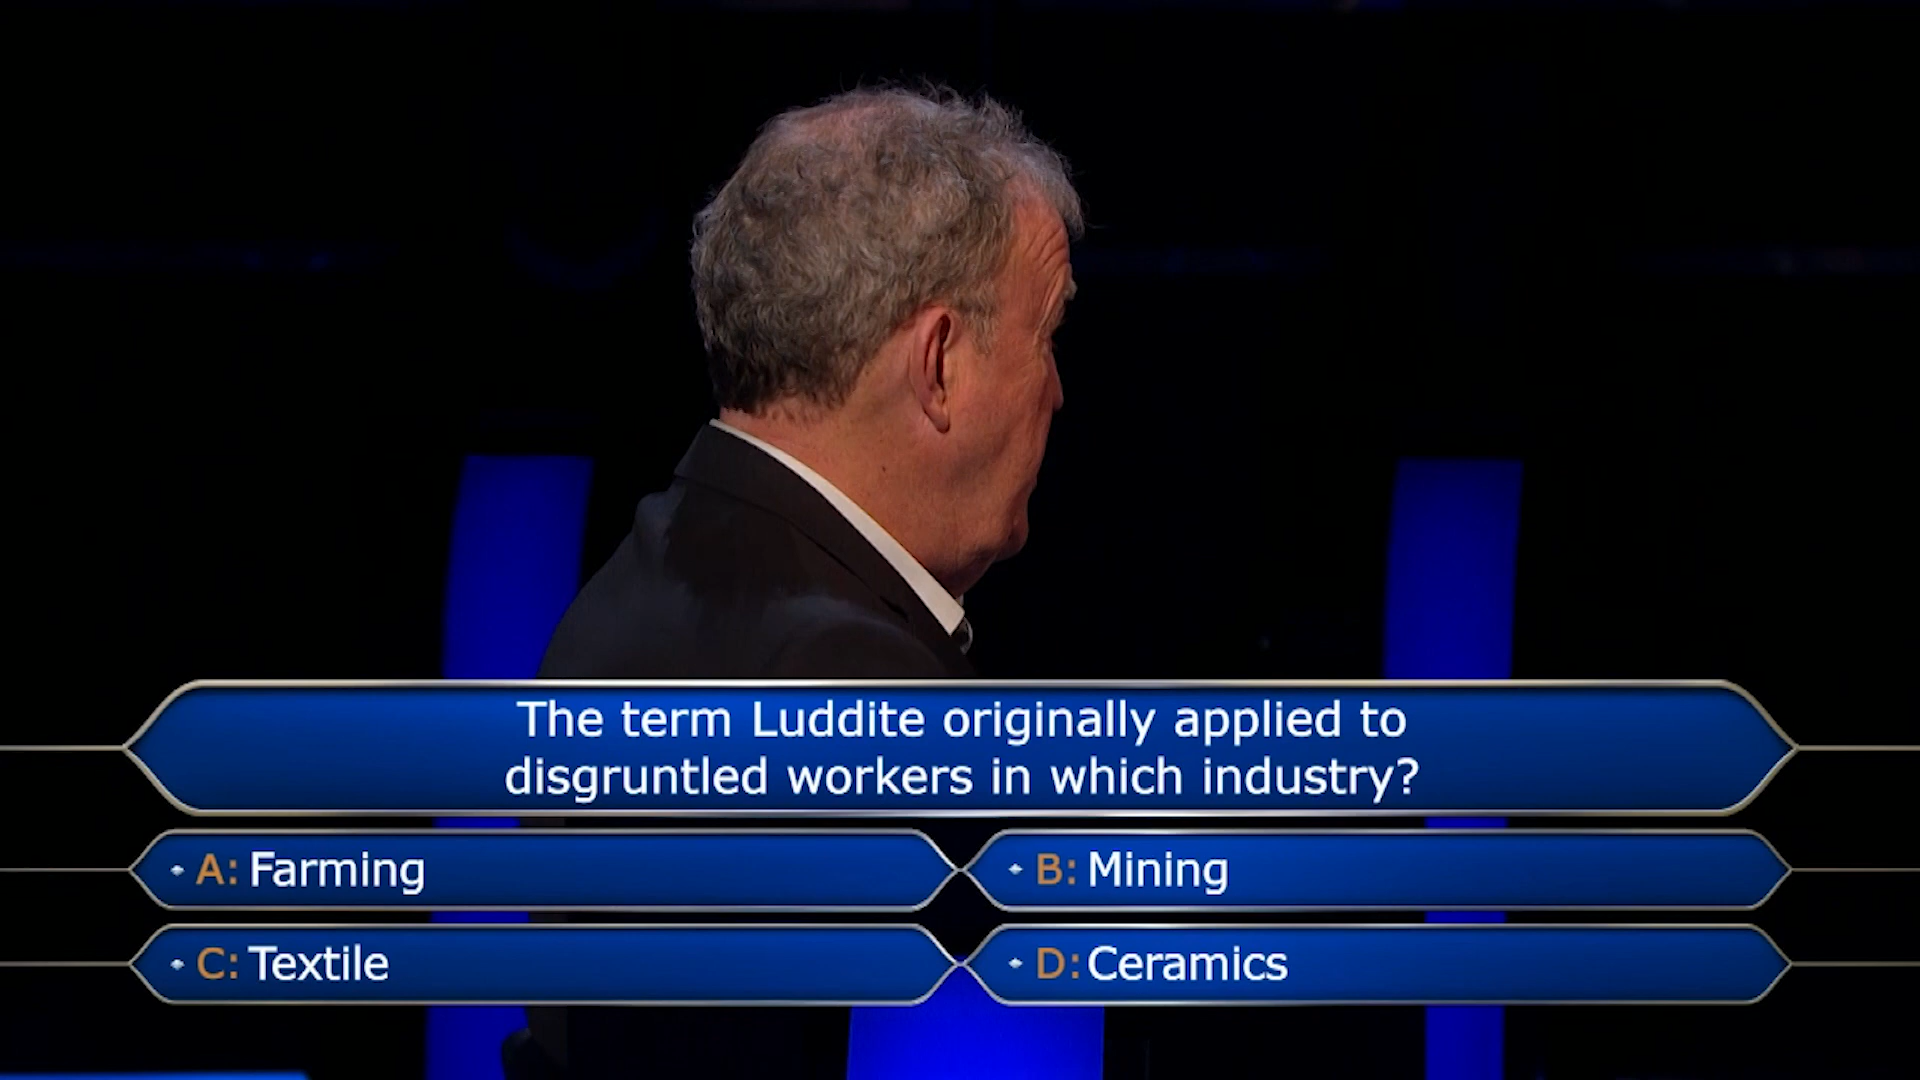 The term Luddite originally applied to
disgruntled workers in which industry?
A: Farming
B: Mining
C: Textile
D: Ceramics